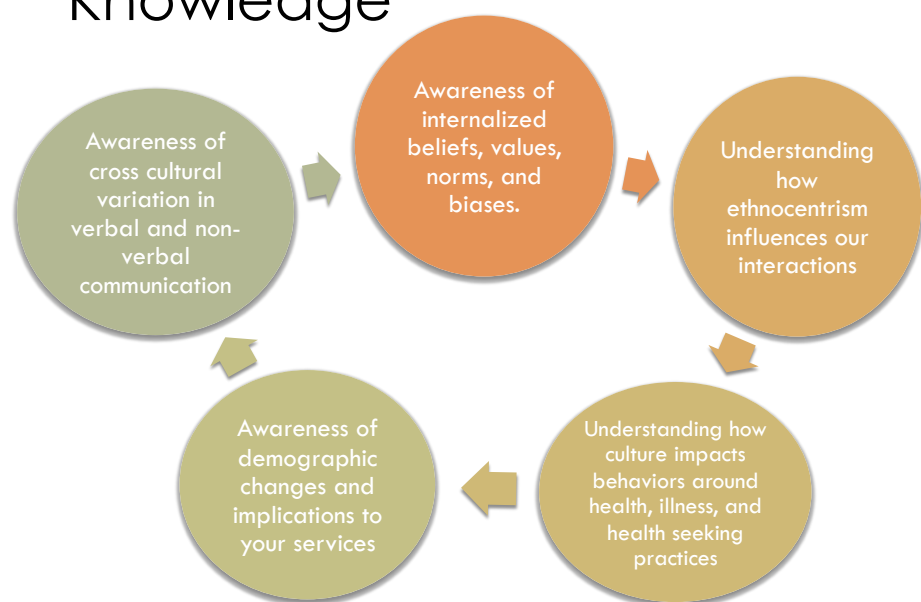 Knowledge
Awareness of
internalized
beliefs, values,
norms, and
biases.
Understanding
how
ethnocentrism
influences our
interactions
Understanding how
culture impacts
behaviors around
health, illness, and
health seeking
practices
Awareness of
demographic
changes and
implications to
your services
Awareness of
cross cultural
variation in
verbal and non-
verbal
communication